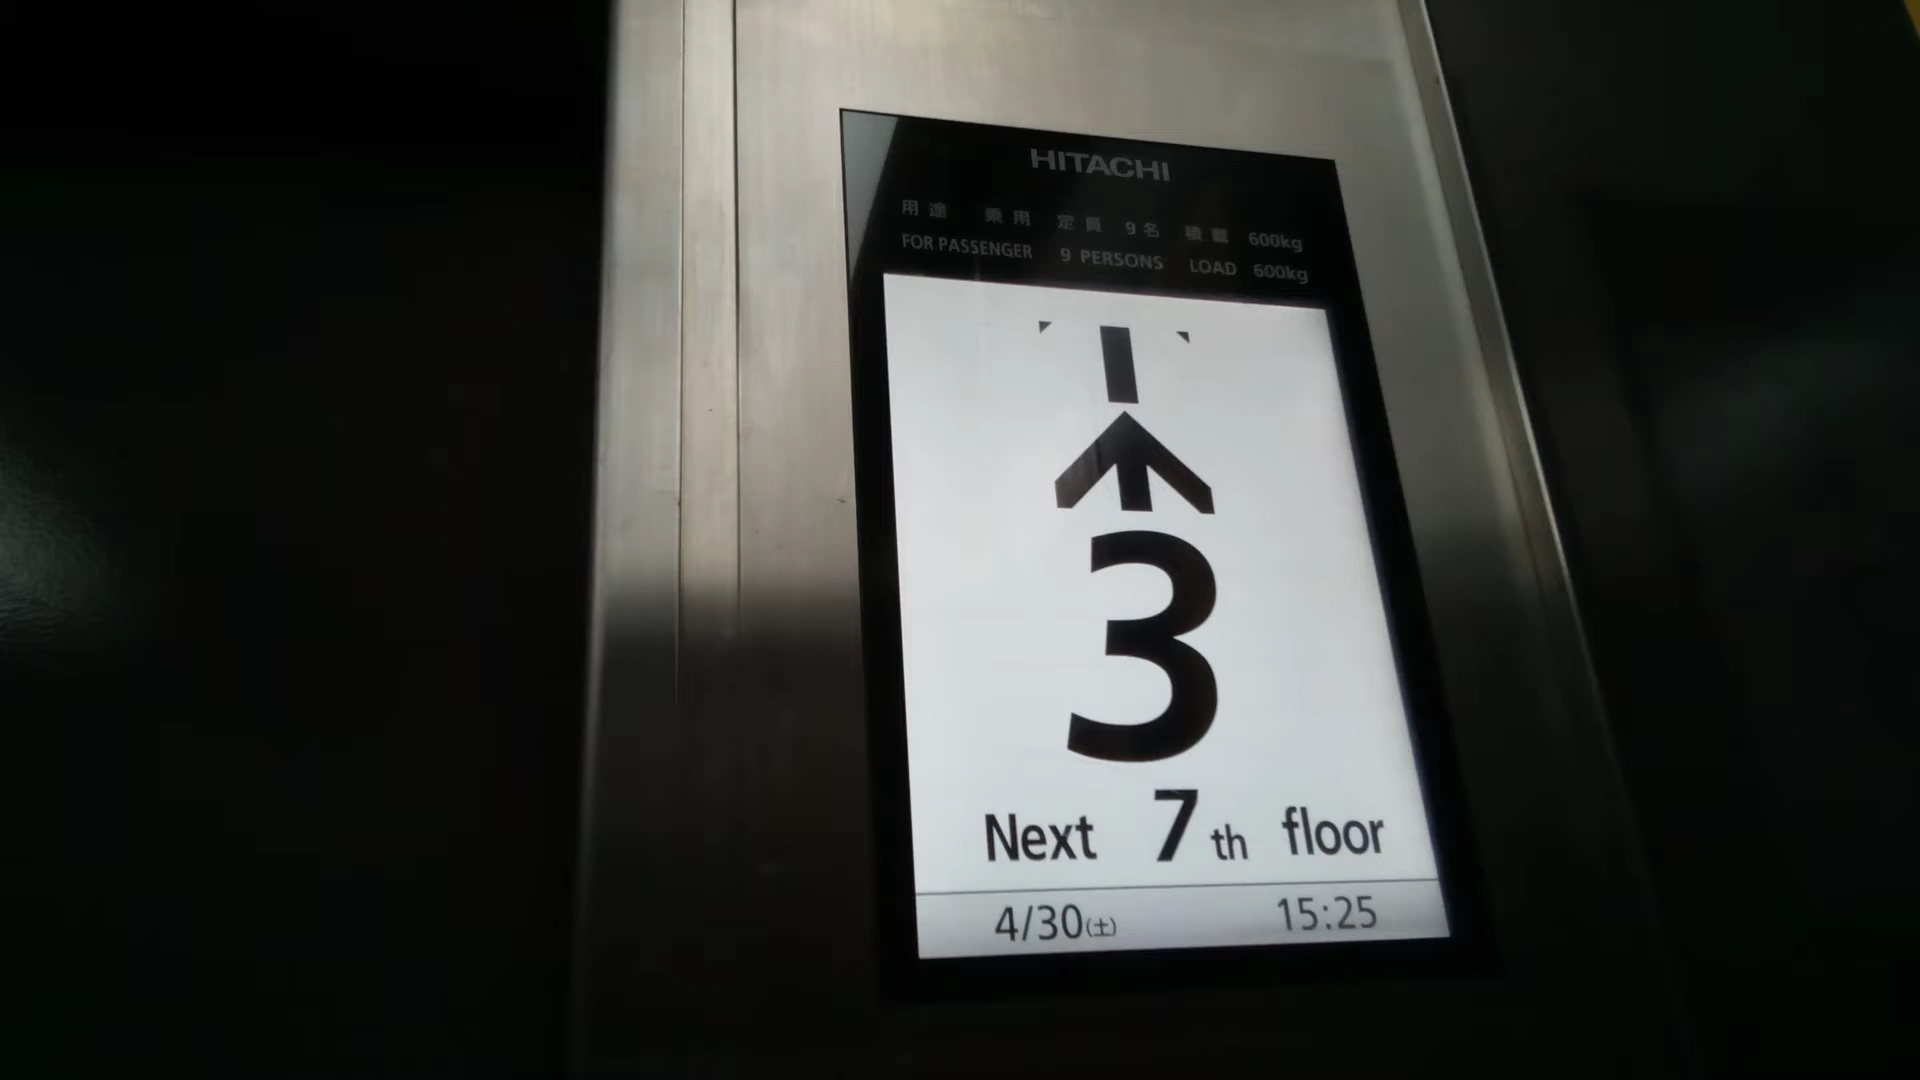 HITACHI
用途 乗用 定員 9名 積載 600kg
FOR PASSENGER 9 PERSONS LOAD 600kg
3
Next 7th floor
4/30(土) 15:25